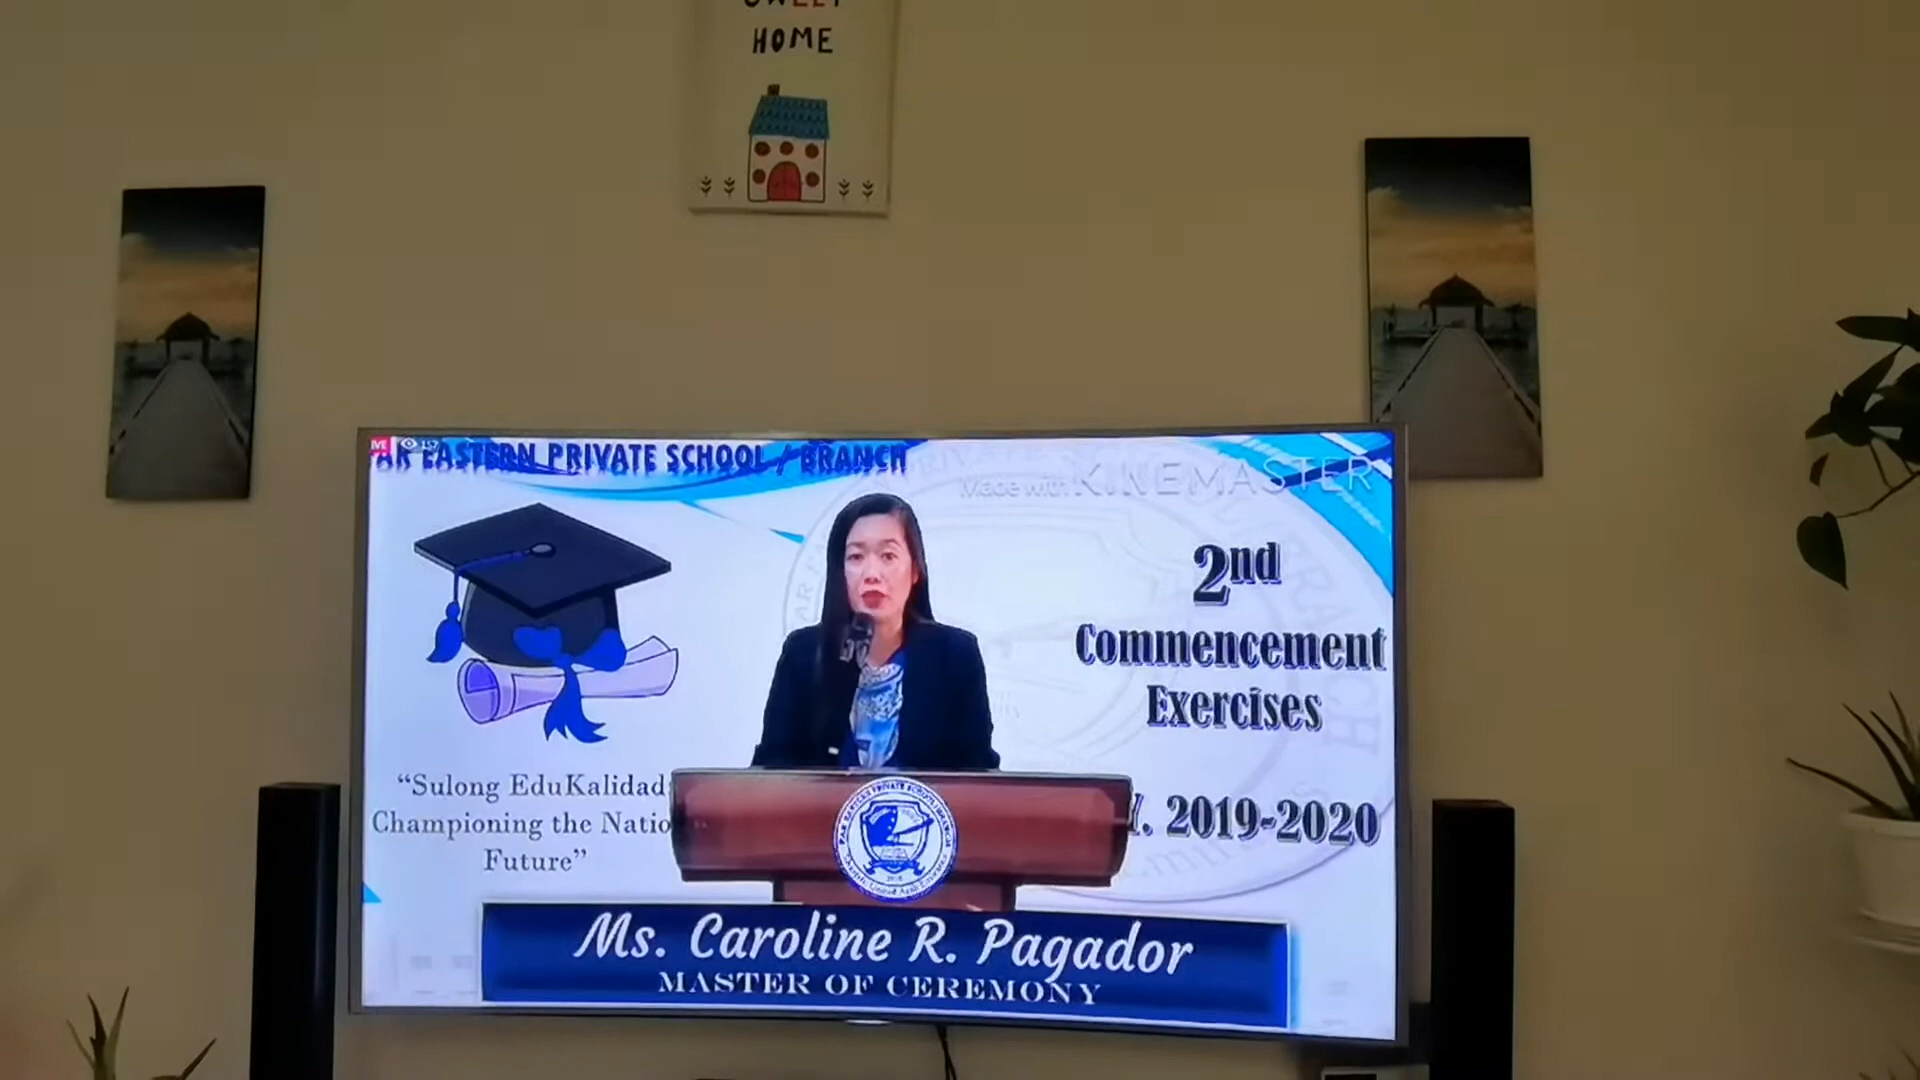 HOME
AR EASTERN PRIVATE SCHOOL / BRANCH
Made with KINEMASTER
2nd
Commencement
Exercises
"Sulong EduKalidad:
Championing the Natio
Future"
. 2019-2020
Ms. Caroline R. Pagador
MASTER OF CEREMONY